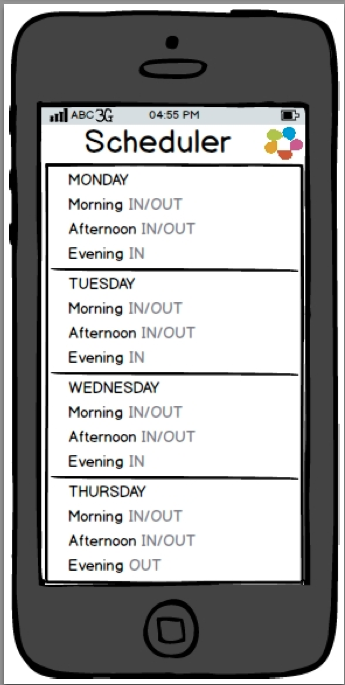 ABC 3G 04:55 PM
Scheduler
MONDAY
Morning IN/OUT
Afternoon IN/OUT
Evening IN
TUESDAY
Morning IN/OUT
Afternoon IN/OUT
Evening IN
WEDNESDAY
Morning IN/OUT
Afternoon IN/OUT
Evening IN
THURSDAY
Morning IN/OUT
Afternoon IN/OUT
Evening OUT